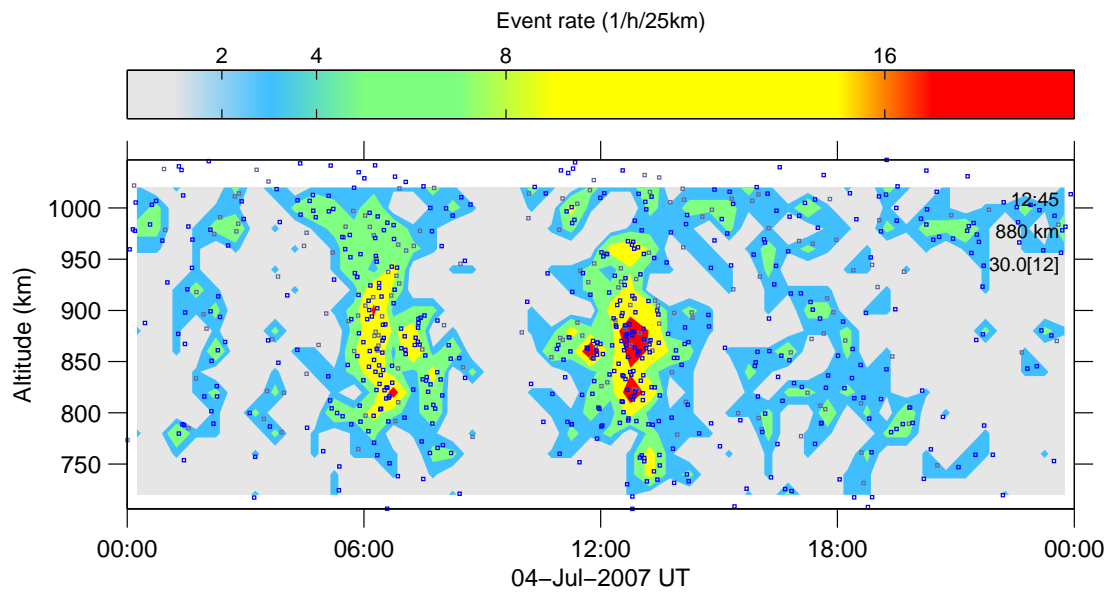 Event rate (1/h/25km)
2 4 8 16
12:45
880 km
30.0[12]
1000
950
900
850
800
750
Altitude (km)
00:00 06:00 12:00 18:00 00:00
04−Jul−2007 UT